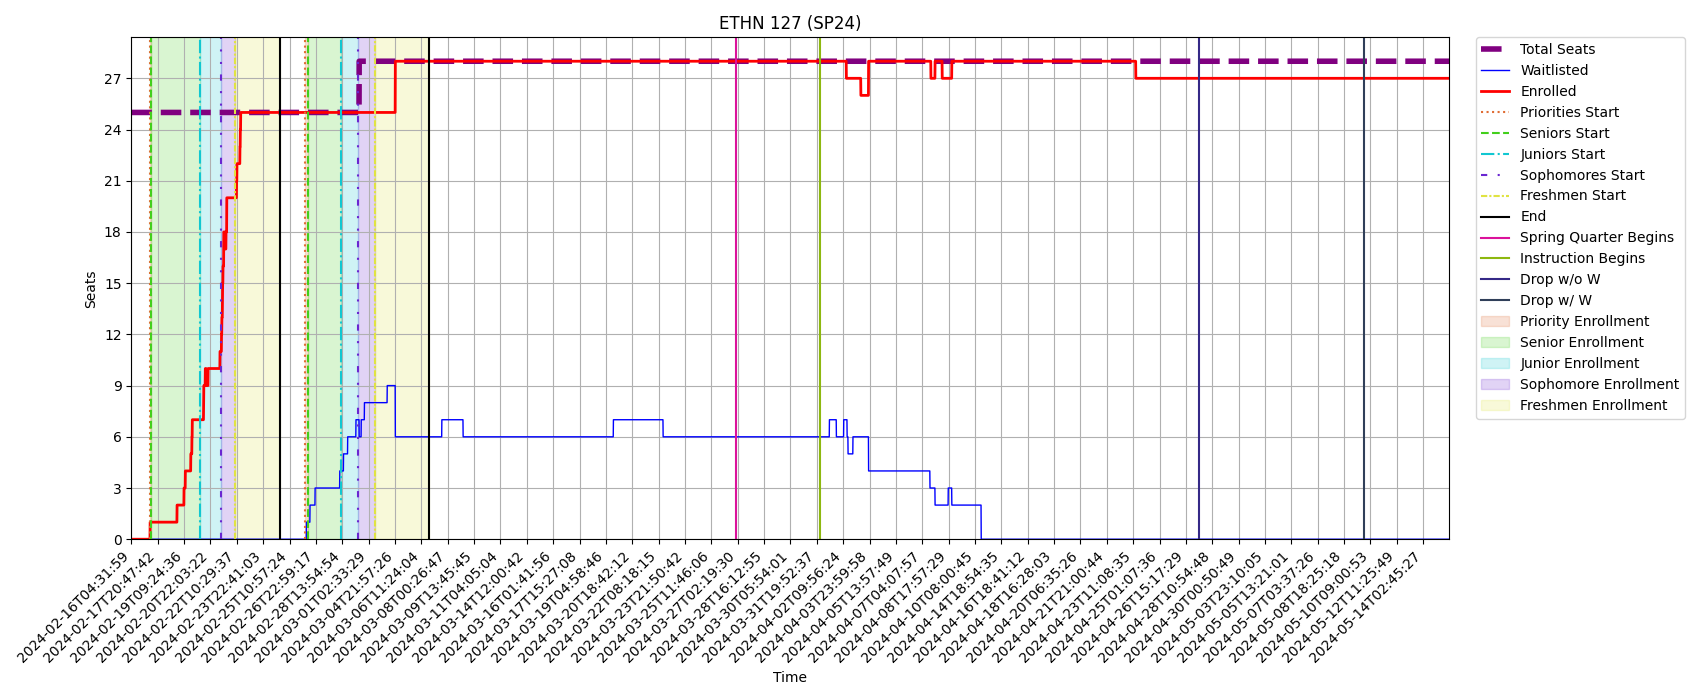 ETHN 127 (SP24)
Seats
27
24
21
18
15
12
9
6
3
0
2024-02-16T04:31:59
2024-02-17T20:47:42
2024-02-19T09:24:36
2024-02-20T22:03:22
2024-02-22T10:29:37
2024-02-23T22:41:03
2024-02-25T10:57:24
2024-02-26T22:59:17
2024-02-28T13:54:54
2024-03-01T02:33:29
2024-03-04T21:57:26
2024-03-06T11:24:04
2024-03-08T00:26:47
2024-03-09T13:45:45
2024-03-11T04:05:04
2024-03-14T12:00:42
2024-03-16T01:41:56
2024-03-17T15:27:08
2024-03-19T04:58:46
2024-03-20T18:42:12
2024-03-22T08:18:15
2024-03-23T21:50:42
2024-03-25T11:46:06
2024-03-27T02:19:30
2024-03-28T16:12:55
2024-03-30T05:54:01
2024-03-31T19:52:37
2024-04-02T09:56:24
2024-04-03T23:59:58
2024-04-05T13:57:49
2024-04-07T04:07:57
2024-04-08T17:57:29
2024-04-10T08:00:45
2024-04-14T18:54:35
2024-04-16T18:41:12
2024-04-18T16:28:03
2024-04-20T06:35:26
2024-04-21T21:00:44
2024-04-23T11:08:35
2024-04-25T01:07:36
2024-04-26T15:17:29
2024-04-28T10:54:48
2024-04-30T00:50:49
2024-05-03T23:10:05
2024-05-05T13:21:01
2024-05-07T03:37:26
2024-05-08T18:25:18
2024-05-10T09:00:53
2024-05-12T11:25:49
2024-05-14T02:45:27
Time
Total Seats
Waitlisted
Enrolled
Priorities Start
Seniors Start
Juniors Start
Sophomores Start
Freshmen Start
End
Spring Quarter Begins
Instruction Begins
Drop w/o W
Drop w/ W
Priority Enrollment
Senior Enrollment
Junior Enrollment
Sophomore Enrollment
Freshmen Enrollment